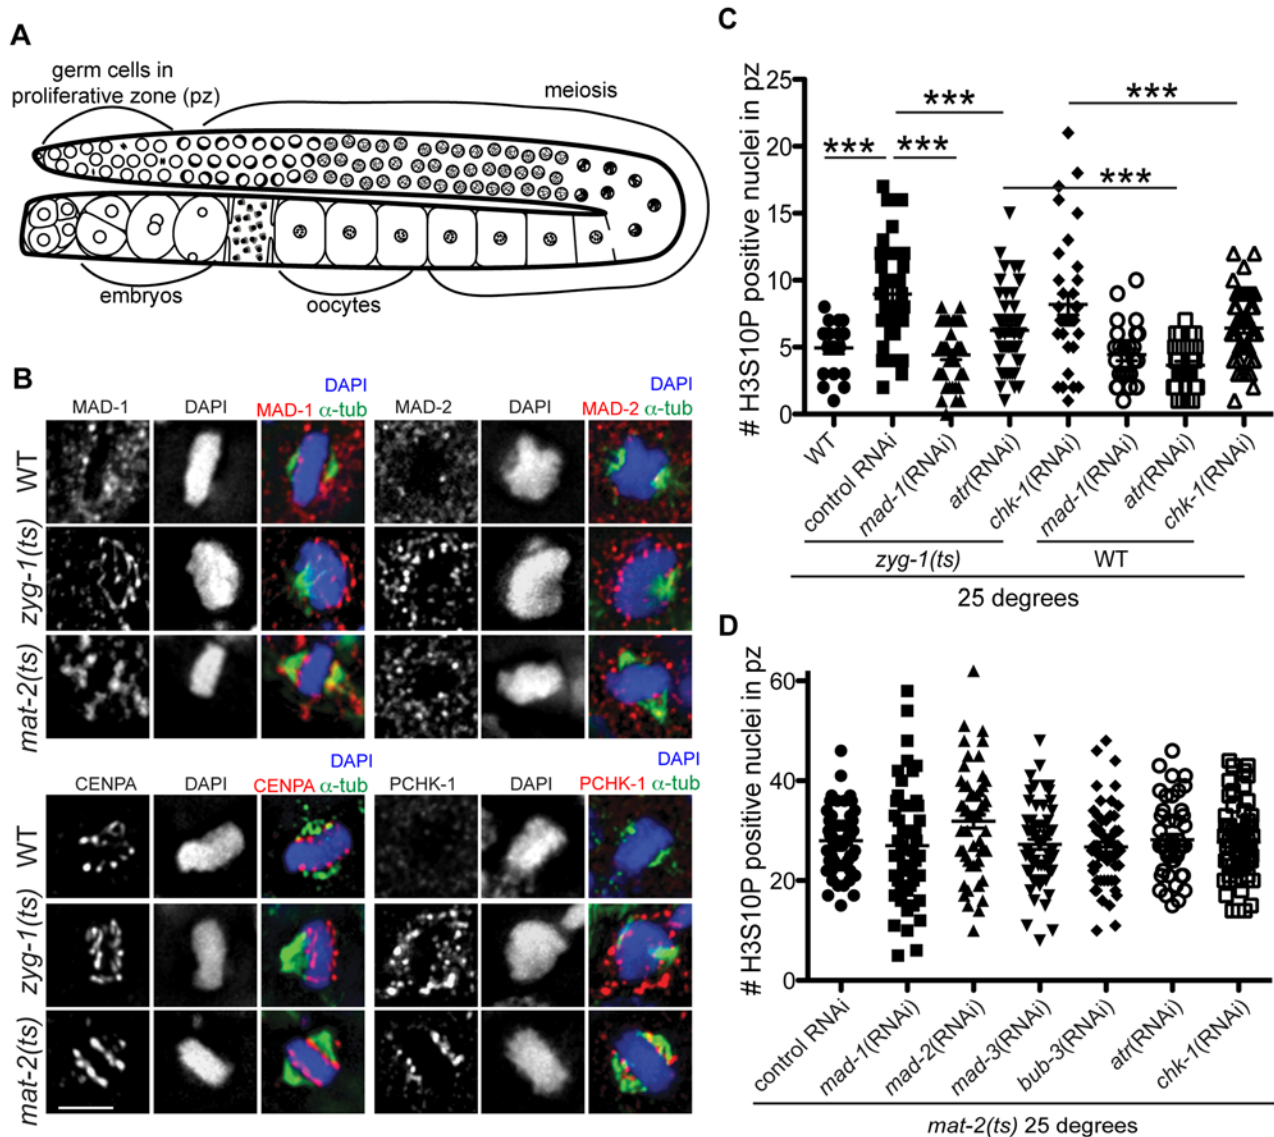 A
germ cells in
proliferative zone (pz)
meiosis
embryos
oocytes
B
DAPI
DAPI
MAD-1
DAPI
MAD-1 α-tub
MAD-2
DAPI
MAD-2 α-tub
WT
zyg-1(ts)
mat-2(ts)
DAPI
DAPI
CENPA
DAPI
CENPA α-tub
PCHK-1
DAPI
PCHK-1 α-tub
WT
zyg-1(ts)
mat-2(ts)
C
# H3S10P positive nuclei in pz
25
20
15
10
5
0
***
***
***
***
***
WT
control RNAi
mad-1(RNAi)
atr(RNAi)
chk-1(RNAi)
mad-1(RNAi)
atr(RNAi)
chk-1(RNAi)
zyg-1(ts)
WT
25 degrees
D
# H3S10P positive nuclei in pz
60
40
20
0
control RNAi
mad-1(RNAi)
mad-2(RNAi)
mad-3(RNAi)
bub-3(RNAi)
atr(RNAi)
chk-1(RNAi)
mat-2(ts) 25 degrees